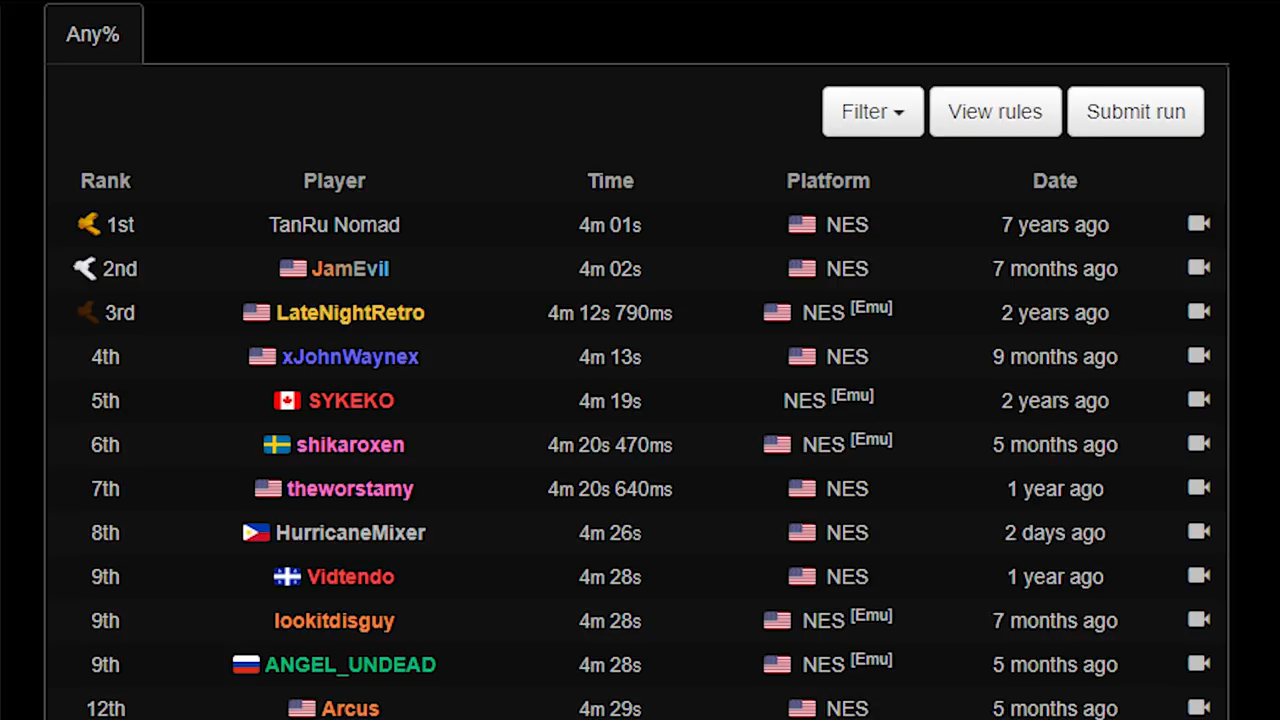 Any%
Filter View rules Submit run
Rank Player Time Platform Date
1st TanRu Nomad 4m 01s NES 7 years ago
2nd JamEvil 4m 02s NES 7 months ago
3rd LateNightRetro 4m 12s 790ms NES [Emu] 2 years ago
4th xJohnWaynex 4m 13s NES 9 months ago
5th SYKEKO 4m 19s NES [Emu] 2 years ago
6th shikaroxen 4m 20s 470ms NES [Emu] 5 months ago
7th theworstamy 4m 20s 640ms NES 1 year ago
8th HurricaneMixer 4m 26s NES 2 days ago
9th Vidtendo 4m 28s NES 1 year ago
9th lookitdisguy 4m 28s NES [Emu] 7 months ago
9th ANGEL_UNDEAD 4m 28s NES [Emu] 5 months ago
12th Arcus 4m 29s NES 5 months ago